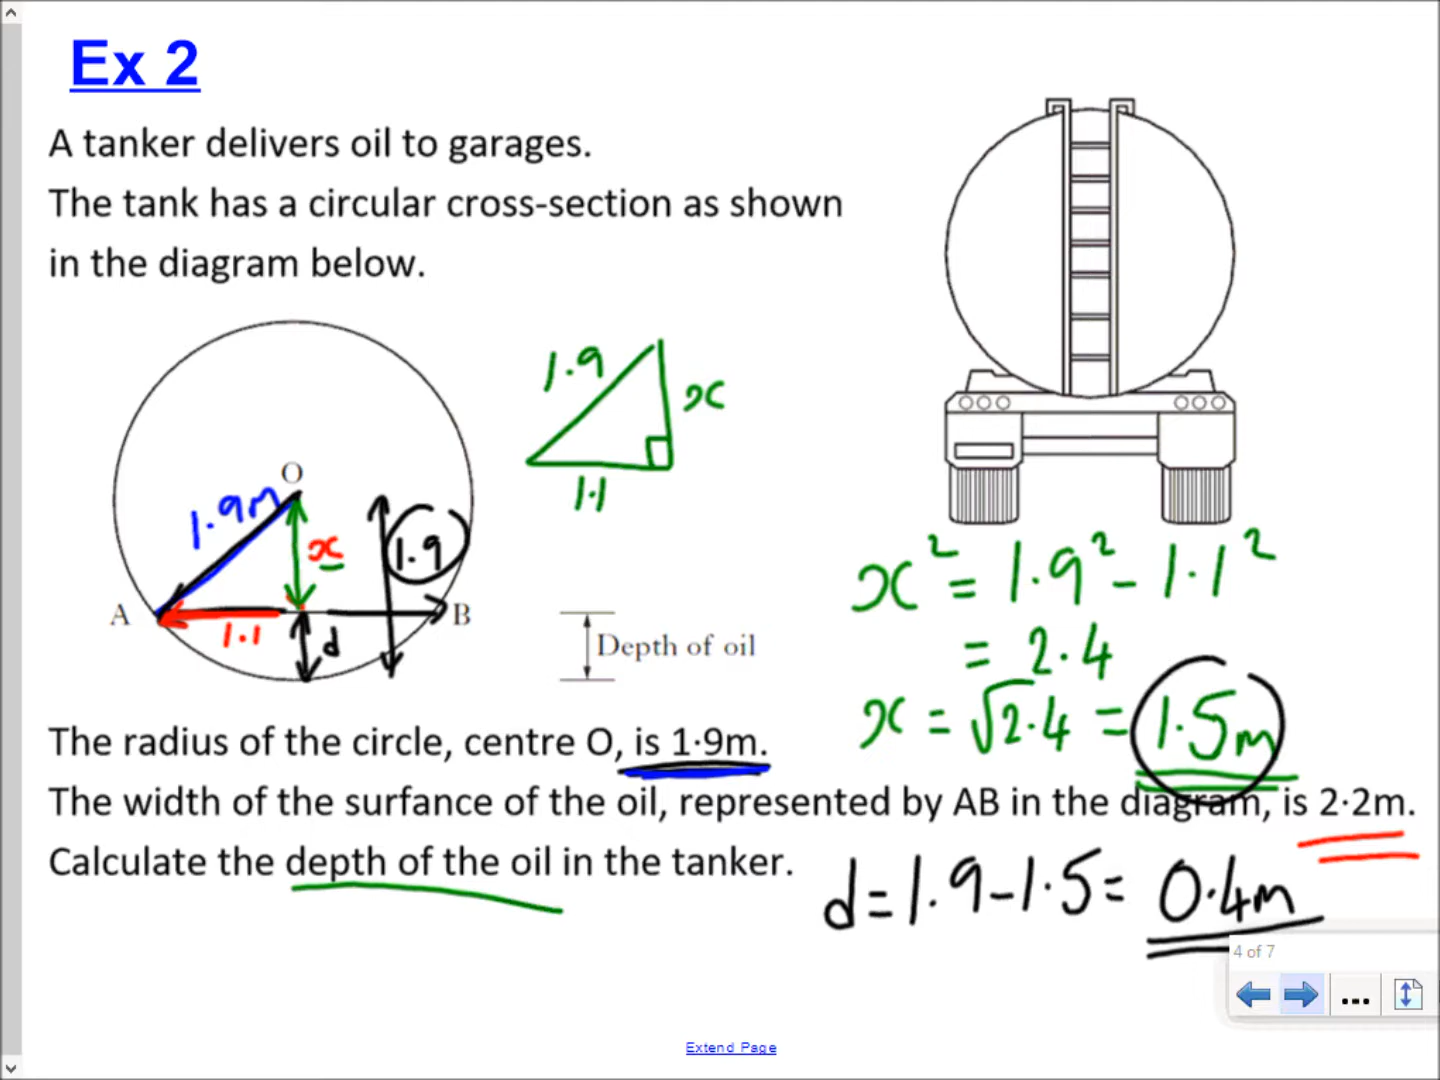 Ex 2
A tanker delivers oil to garages.
The tank has a circular cross-section as shown
in the diagram below.
1.9
x
1.1
O
1.9m
x
1.9
A
B
1.1
d
Depth of oil
x² = 1.9² - 1.1²
= 2.4
x = √2.4 = 1.5m
The radius of the circle, centre O, is 1·9m.
The width of the surfance of the oil, represented by AB in the diagram, is 2·2m.
Calculate the depth of the oil in the tanker.
d = 1.9 - 1.5 = 0.4m
4 of 7
...
Extend Page